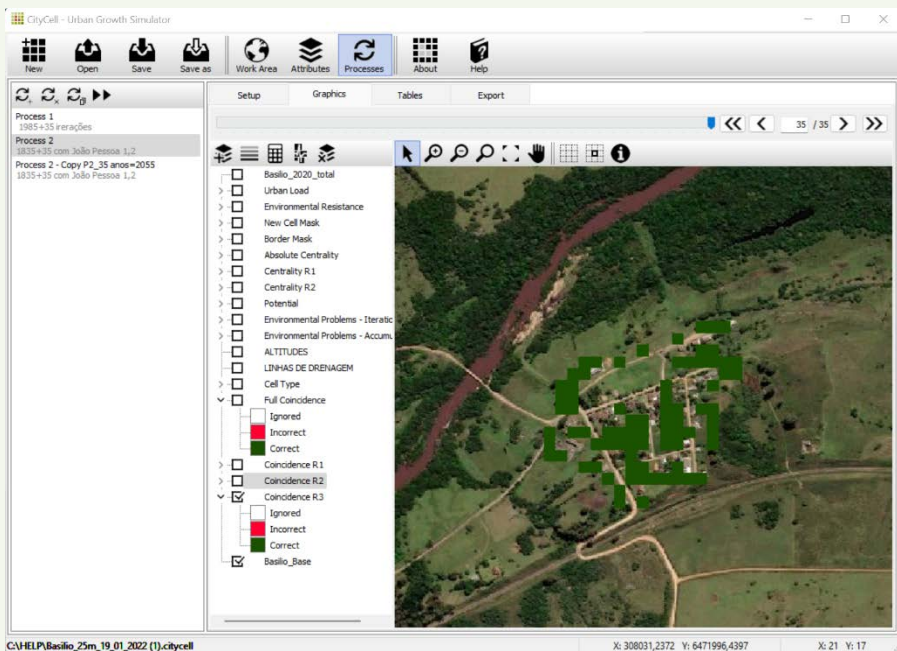 CityCell - Urban Growth Simulator
New Open Save Save as Work Area Attributes Processes About Help
Process 1
1985+35 irerações
Process 2
1835+35 com João Pessoa 1,2
Process 2 - Copy P2_35 anos=2055
1835+35 com João Pessoa 1,2
Setup Graphics Tables Export
35 / 35
Basilio_2020_total
Urban Load
Environmental Resistance
New Cell Mask
Border Mask
Absolute Centrality
Centrality R1
Centrality R2
Potential
Environmental Problems - Iteratic
Environmental Problems - Accumu
ALTITUDES
LINHAS DE DRENAGEM
Cell Type
Full Coincidence
Ignored
Incorrect
Correct
Coincidence R1
Coincidence R2
Coincidence R3
Ignored
Incorrect
Correct
Basilio_Base
C:\HELP\Basilio_25m_19_01_2022 (1).citycell X: 308031,2372 Y: 6471996,4397 X: 21 Y: 17